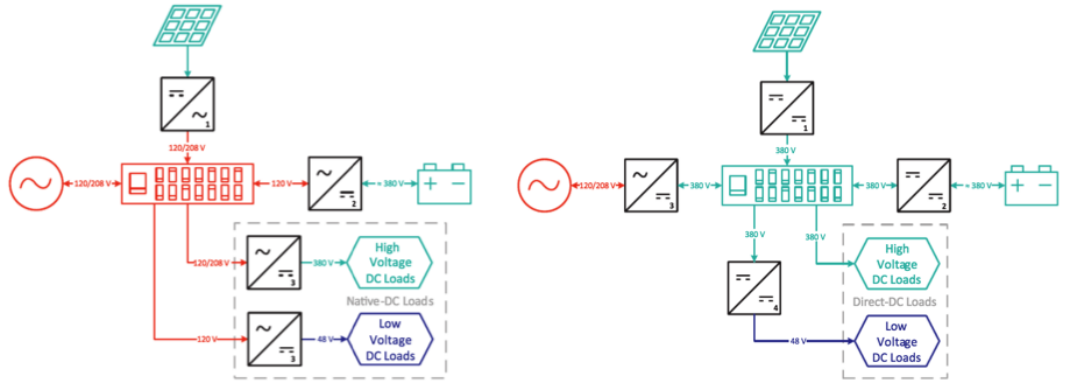 1
120/208 V
120/208 V
120 V
2
≈ 380 V
+ −
120/208 V
3
380 V
High
Voltage
DC Loads
Native-DC Loads
120 V
3
48 V
Low
Voltage
DC Loads
1
380 V
120/208 V
3
380 V
380 V
2
≈ 380 V
+ −
380 V
380 V
High
Voltage
DC Loads
4
Direct-DC Loads
48 V
Low
Voltage
DC Loads